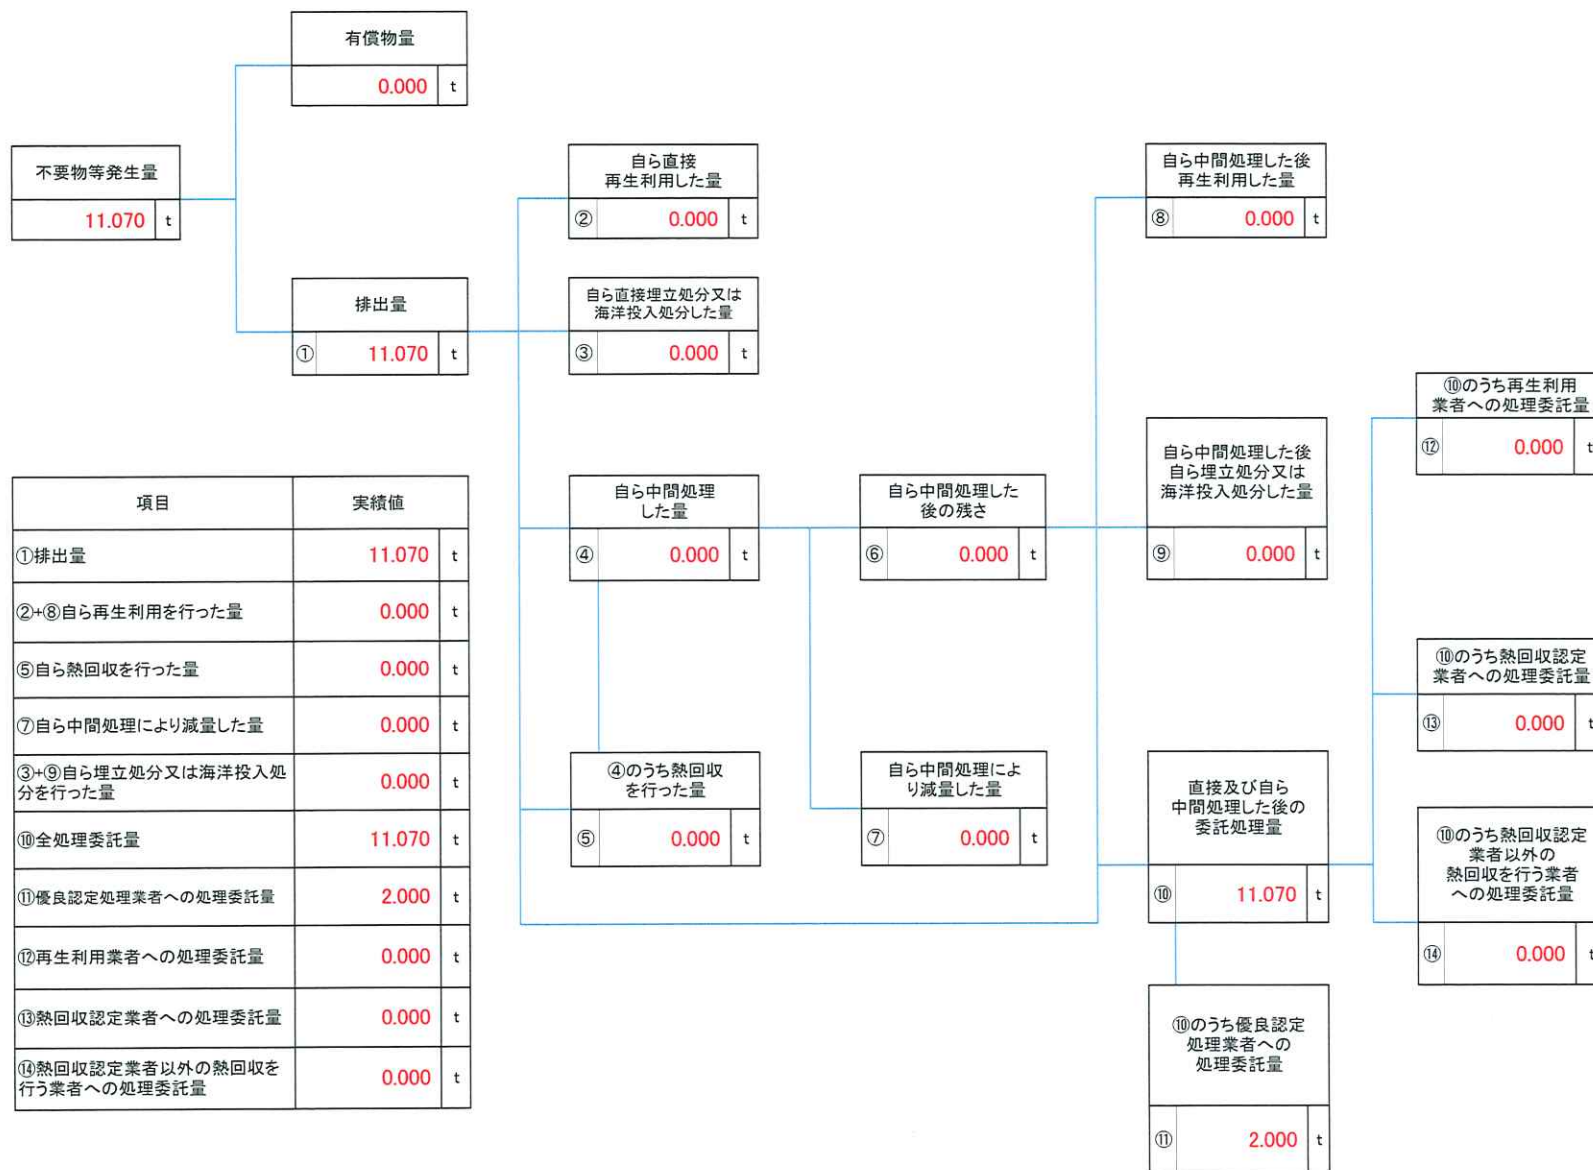 有償物量
0.000 t
不要物等発生量
11.070 t
自ら直接
再生利用した量
② 0.000 t
自ら中間処理した後
再生利用した量
⑧ 0.000 t
排出量
① 11.070 t
自ら直接埋立処分又は
海洋投入処分した量
③ 0.000 t
⑩のうち再生利用
業者への処理委託量
⑫ 0.000 t
自ら中間処理
した量
④ 0.000 t
自ら中間処理した
後の残さ
⑥ 0.000 t
自ら中間処理した後
自ら埋立処分又は
海洋投入処分した量
⑨ 0.000 t
項目 実績値
①排出量 11.070 t
②+⑧自ら再生利用を行った量 0.000 t
⑤自ら熱回収を行った量 0.000 t
⑦自ら中間処理により減量した量 0.000 t
③+⑨自ら埋立処分又は海洋投入処
分を行った量 0.000 t
⑩全処理委託量 11.070 t
⑪優良認定処理業者への処理委託量 2.000 t
⑫再生利用業者への処理委託量 0.000 t
⑬熱回収認定業者への処理委託量 0.000 t
⑭熱回収認定業者以外の熱回収を
行う業者への処理委託量 0.000 t
④のうち熱回収
を行った量
⑤ 0.000 t
自ら中間処理によ
り減量した量
⑦ 0.000 t
直接及び自ら
中間処理した後の
委託処理量
⑩ 11.070 t
⑩のうち熱回収認定
業者への処理委託量
⑬ 0.000 t
⑩のうち熱回収認定
業者以外の
熱回収を行う業者
への処理委託量
⑭ 0.000 t
⑩のうち優良認定
処理業者への
処理委託量
⑪ 2.000 t